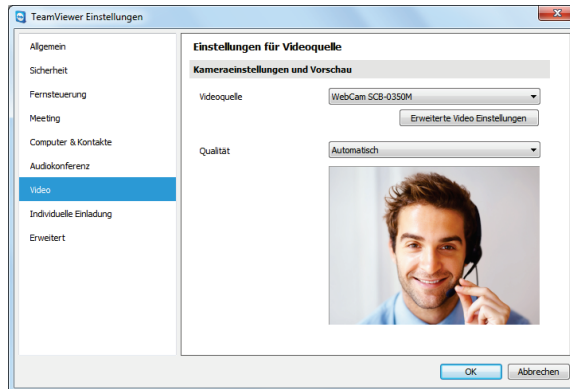 TeamViewer Einstellungen
Allgemein
Sicherheit
Fernsteuerung
Meeting
Computer & Kontakte
Audiokonferenz
Video
Individuelle Einladung
Erweitert
Einstellungen für Videoquelle
Kameraeinstellungen und Vorschau
Videoquelle
WebCam SCB-0350M
Erweiterte Video Einstellungen
Qualität
Automatisch
OK
Abbrechen